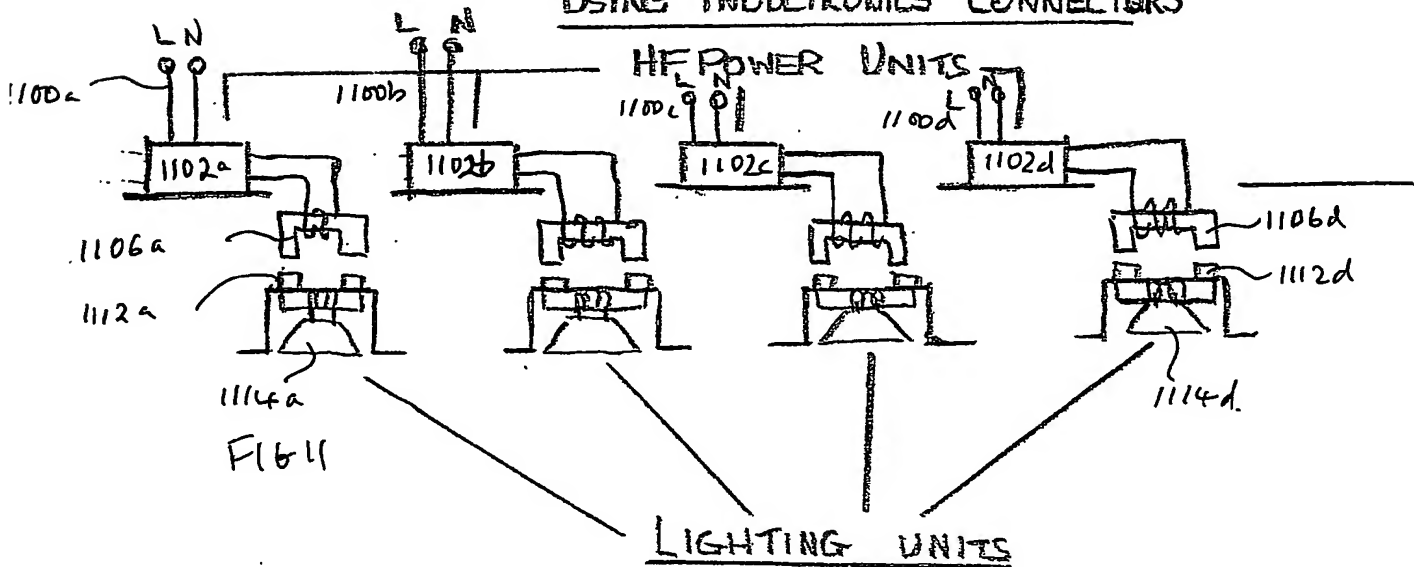 USING INDUCTRONICS CONNECTORS
L N
L N
HF POWER UNITS
L N
L N
1100a
1100b
1100c
1100d
1102a
1102b
1102c
1102d
1106a
1106d
1112a
1112d
1114a
1114d.
FIG 11
LIGHTING UNITS